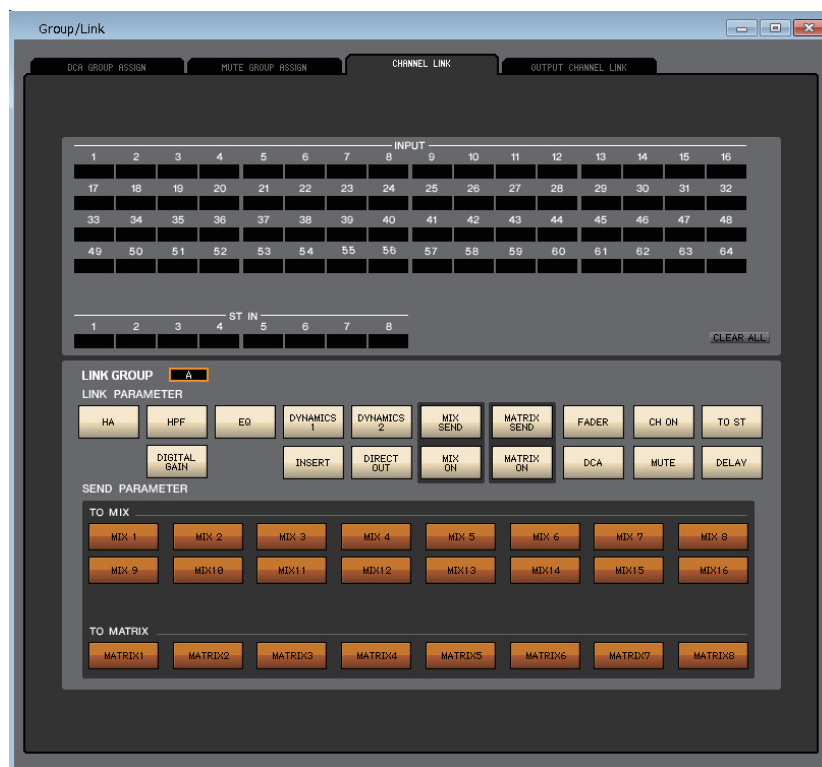 Group/Link
DCA GROUP ASSIGN MUTE GROUP ASSIGN CHANNEL LINK OUTPUT CHANNEL LINK
INPUT
1 2 3 4 5 6 7 8 9 10 11 12 13 14 15 16
17 18 19 20 21 22 23 24 25 26 27 28 29 30 31 32
33 34 35 36 37 38 39 40 41 42 43 44 45 46 47 48
49 50 51 52 53 54 55 56 57 58 59 60 61 62 63 64
ST IN
1 2 3 4 5 6 7 8
CLEAR ALL
LINK GROUP A
LINK PARAMETER
HA HPF EQ DYNAMICS 1 DYNAMICS 2 MIX SEND MATRIX SEND FADER CH ON TO ST
DIGITAL GAIN INSERT DIRECT OUT MIX ON MATRIX ON DCA MUTE DELAY
SEND PARAMETER
TO MIX
MIX 1 MIX 2 MIX 3 MIX 4 MIX 5 MIX 6 MIX 7 MIX 8
MIX 9 MIX10 MIX11 MIX12 MIX13 MIX14 MIX15 MIX16
TO MATRIX
MATRIX1 MATRIX2 MATRIX3 MATRIX4 MATRIX5 MATRIX6 MATRIX7 MATRIX8